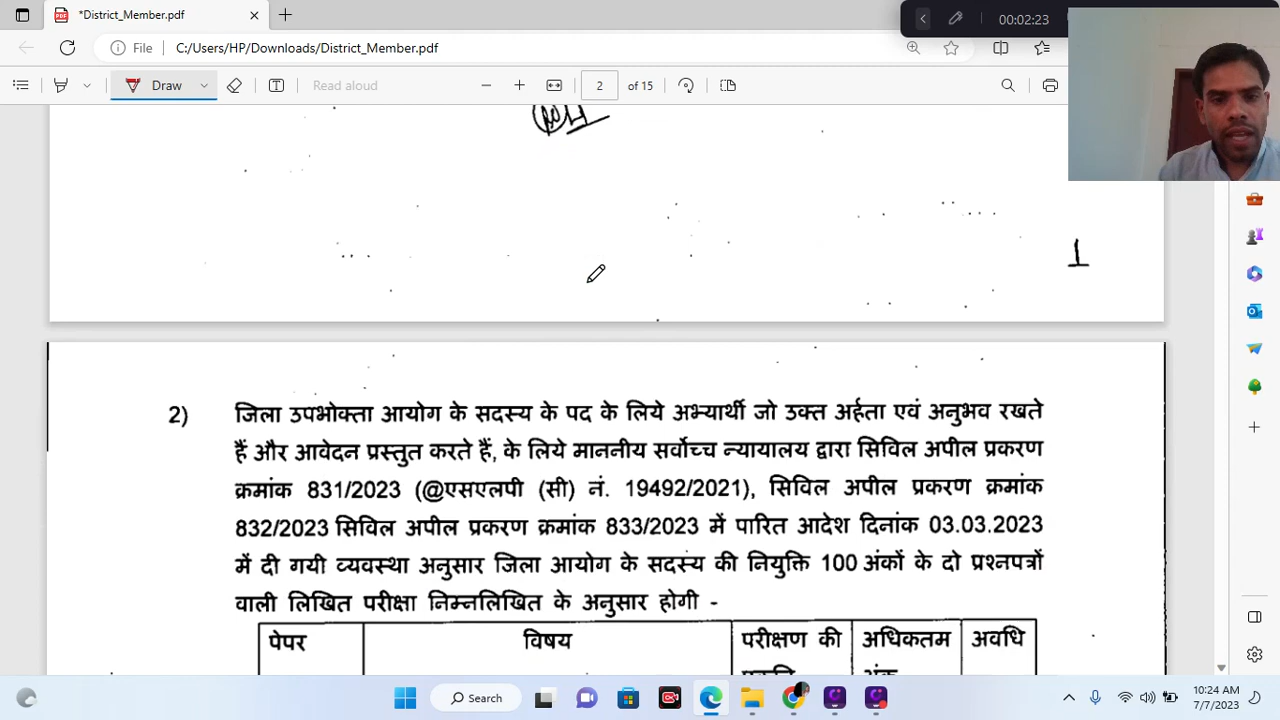 *District_Member.pdf
00:02:23
File C:/Users/HP/Downloads/District_Member.pdf
Draw Read aloud 2 of 15
1
2) जिला उपभोक्ता आयोग के सदस्य के पद के लिये अभ्यार्थी जो उक्त अर्हता एवं अनुभव रखते
हैं और आवेदन प्रस्तुत करते हैं, के लिये माननीय सर्वोच्च न्यायालय द्वारा सिविल अपील प्रकरण
क्रमांक 831/2023 (@एसएलपी (सी) नं. 19492/2021), सिविल अपील प्रकरण क्रमांक
832/2023 सिविल अपील प्रकरण क्रमांक 833/2023 में पारित आदेश दिनांक 03.03.2023
में दी गयी व्यवस्था अनुसार जिला आयोग के सदस्य की नियुक्ति 100 अंकों के दो प्रश्नपत्रों
वाली लिखित परीक्षा निम्नलिखित के अनुसार होगी -
पेपर विषय परीक्षण की अधिकतम अवधि
Search
10:24 AM
7/7/2023